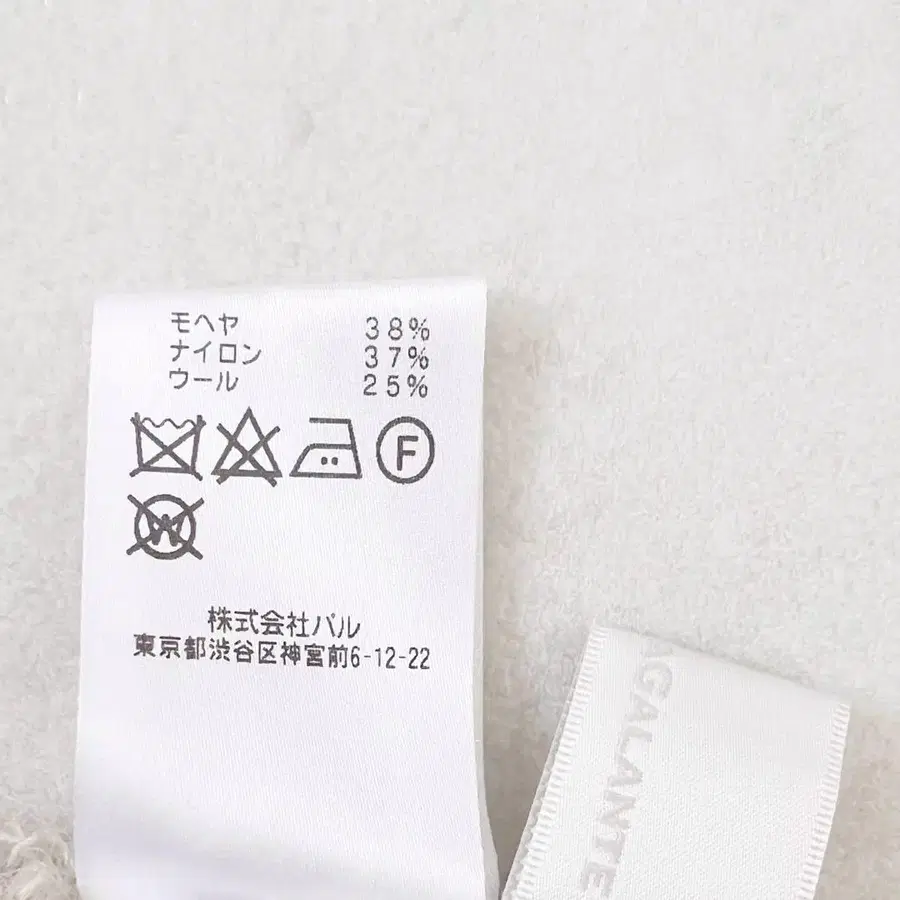 モヘヤ 38%
ナイロン 37%
ウール 25%
F
W
株式会社パル
東京都渋谷区神宮前6-12-22
GALANTE